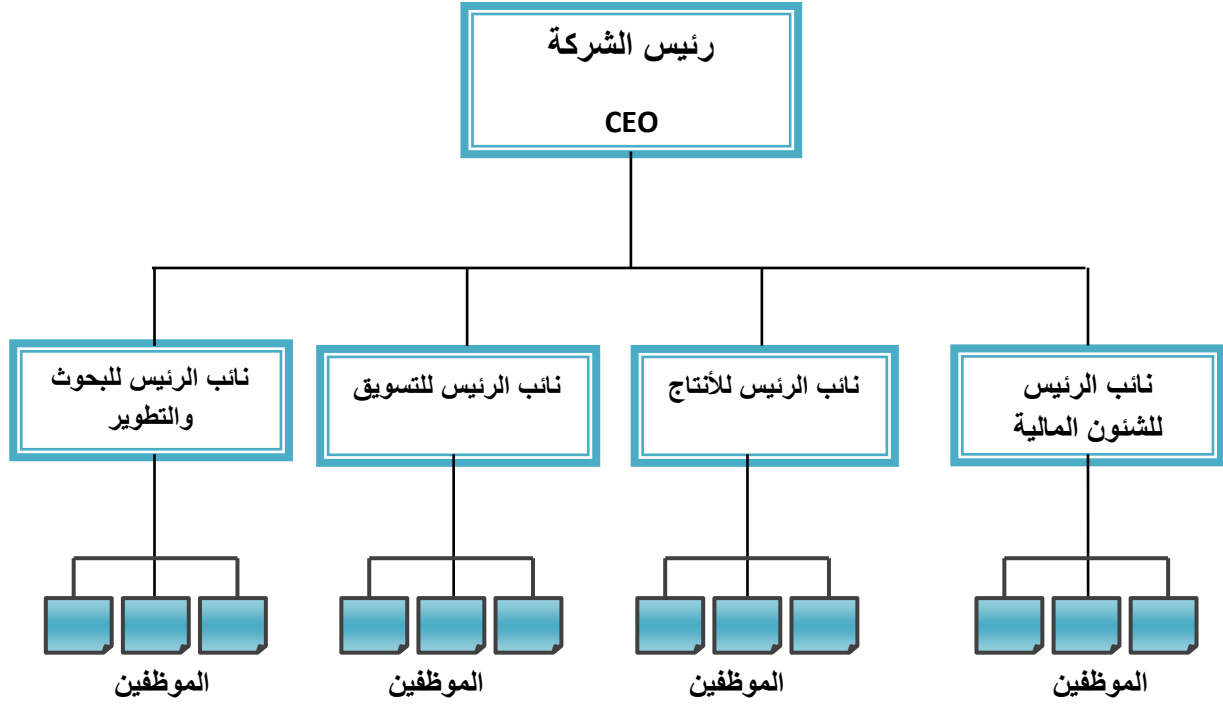 رئيس الشركة
CEO
نائب الرئيس
للشئون المالية
نائب الرئيس للأنتاج
نائب الرئيس للتسويق
نائب الرئيس للبحوث
والتطوير
الموظفين
الموظفين
الموظفين
الموظفين